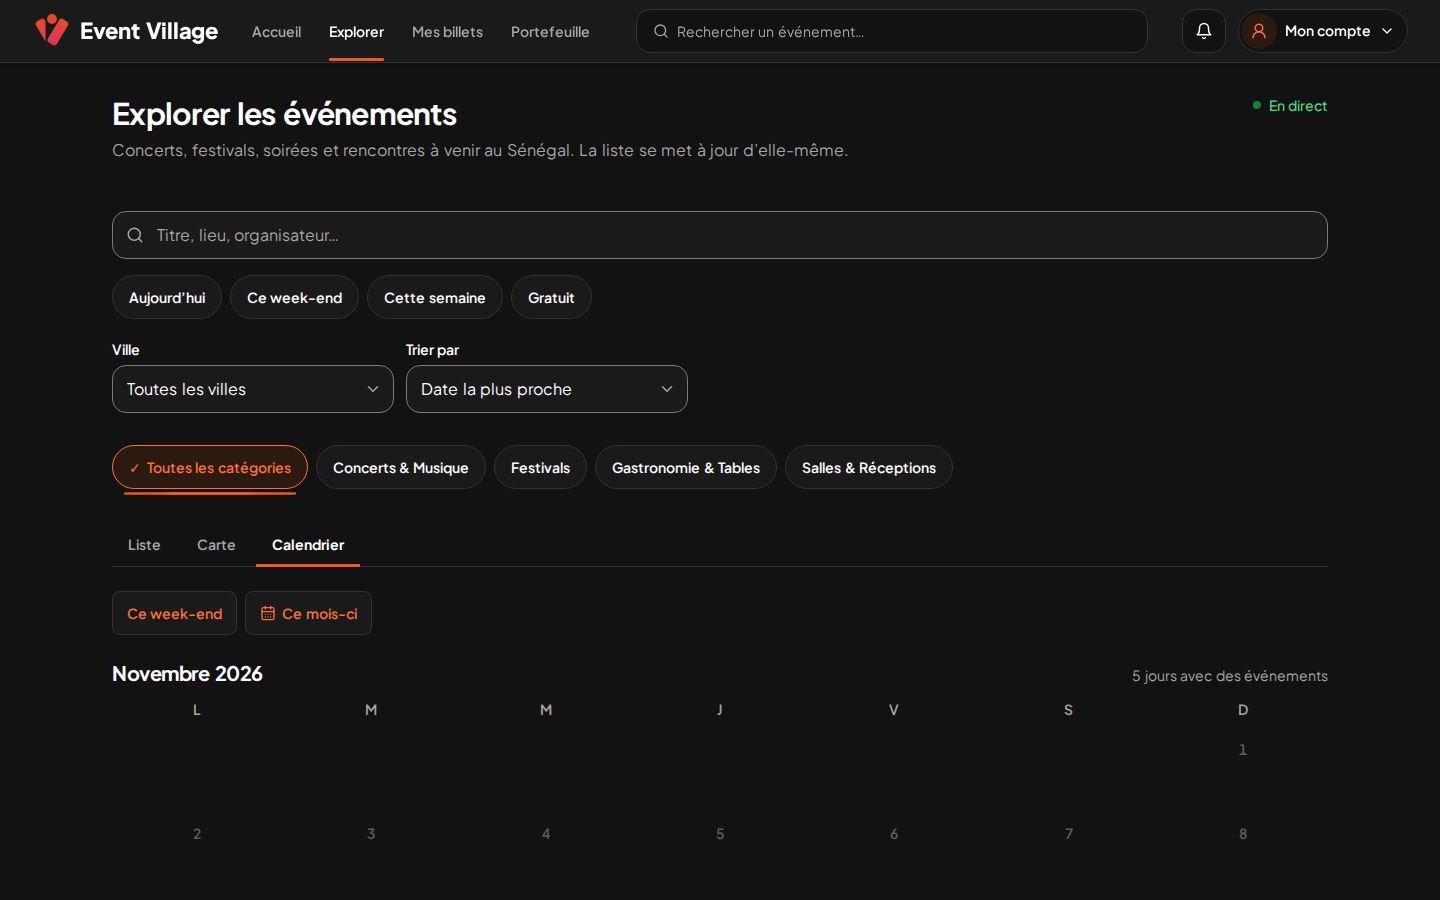 Event Village
Accueil
Explorer
Mes billets
Portefeuille
Rechercher un événement…
Mon compte
Explorer les événements
En direct
Concerts, festivals, soirées et rencontres à venir au Sénégal. La liste se met à jour d’elle-même.
Titre, lieu, organisateur…
Aujourd’hui
Ce week-end
Cette semaine
Gratuit
Ville
Trier par
Toutes les villes
Date la plus proche
✓ Toutes les catégories
Concerts & Musique
Festivals
Gastronomie & Tables
Salles & Réceptions
Liste
Carte
Calendrier
Ce week-end
Ce mois-ci
Novembre 2026
5 jours avec des événements
L M M J V S D
1
2 3 4 5 6 7 8